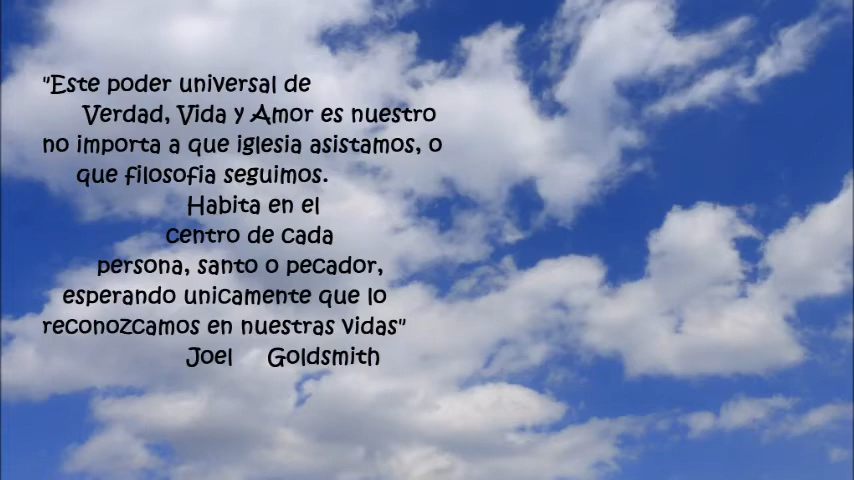 "Este poder universal de
Verdad, Vida y Amor es nuestro
no importa a que iglesia asistamos, o
que filosofia seguimos.
Habita en el
centro de cada
persona, santo o pecador,
esperando unicamente que lo
reconozcamos en nuestras vidas"
Joel Goldsmith